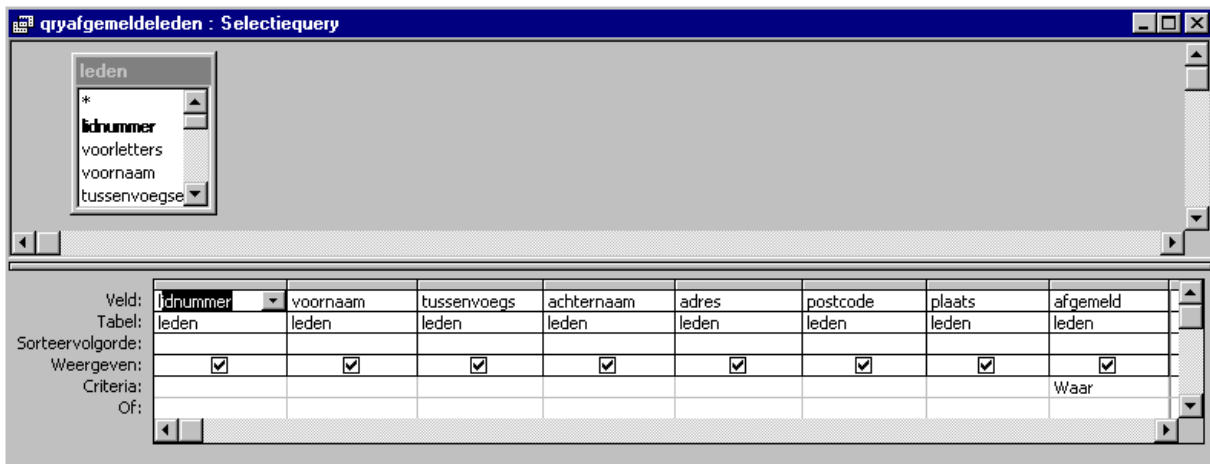 qryafgemeldeleden : Selectiequery
leden
*
lidnummer
voorletters
voornaam
tussenvoegse
Veld: lidnummer voornaam tussenvoegs achternaam adres postcode plaats afgemeld
Tabel: leden leden leden leden leden leden leden leden
Sorteervolgorde:
Weergeven:
Criteria: Waar
Of: